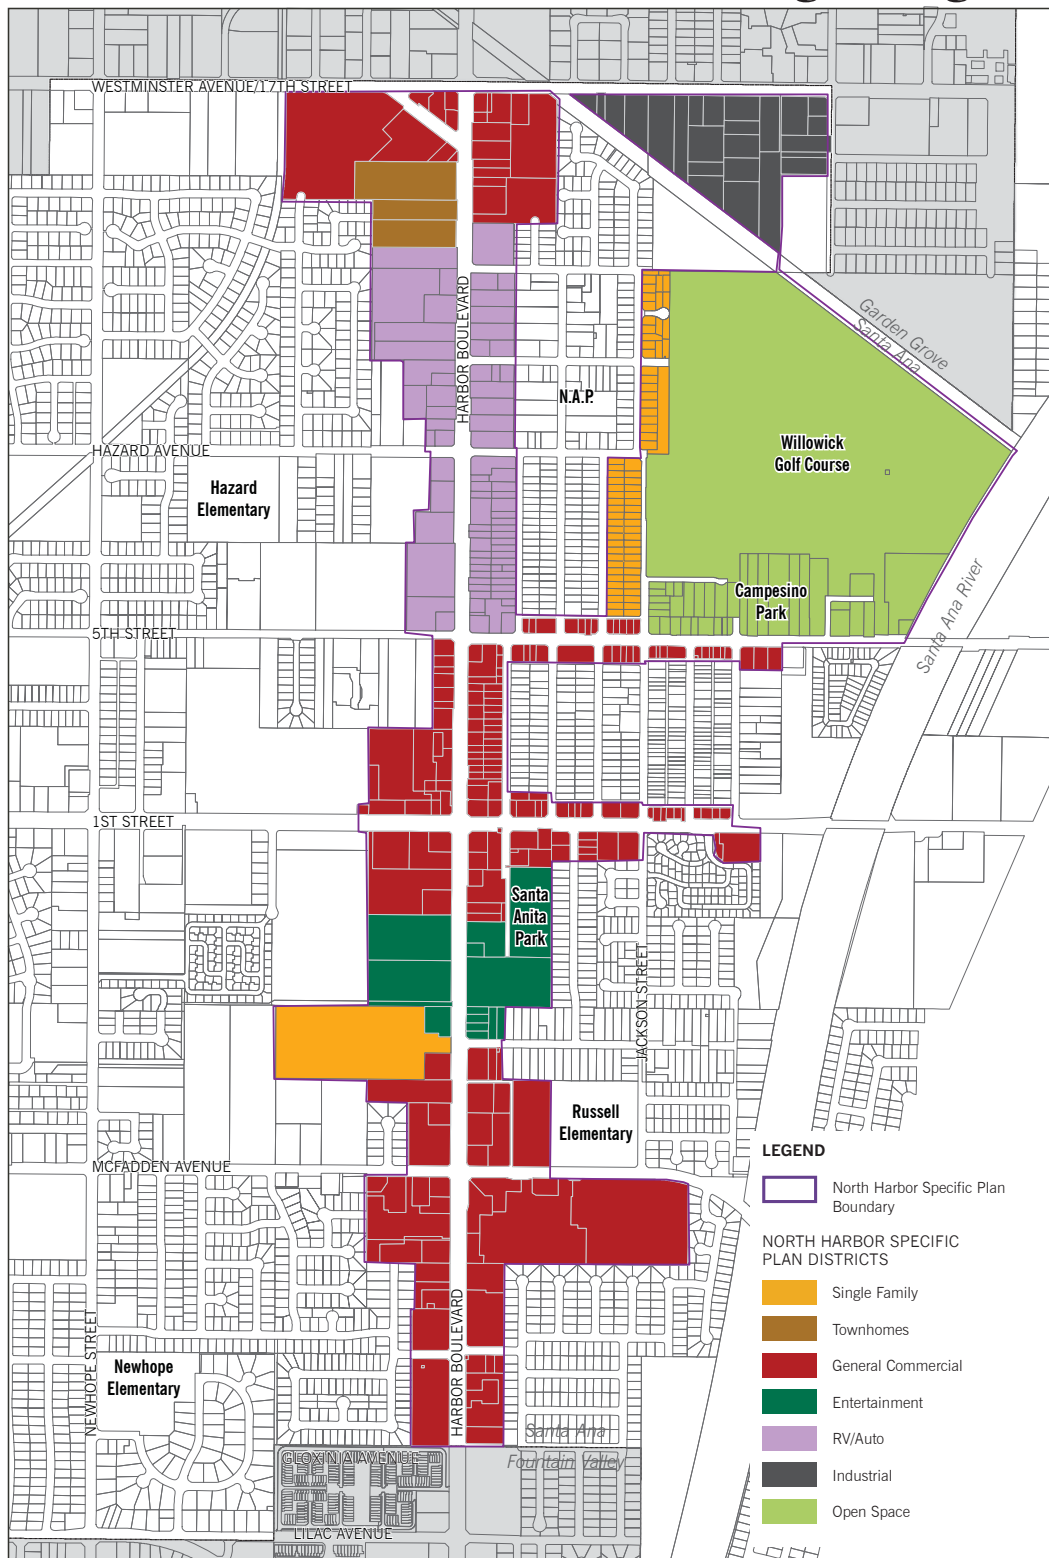 WESTMINSTER AVENUE/17TH STREET
HARBOR BOULEVARD
Garden Grove
Santa Ana
N.A.P.
Willowick
Golf Course
HAZARD AVENUE
Hazard
Elementary
Campesino
Park
Santa Ana River
5TH STREET
1ST STREET
Santa
Anita
Park
JACKSON STREET
Russell
Elementary
MCFADDEN AVENUE
NEWHOPE STREET
HARBOR BOULEVARD
Newhope
Elementary
Santa Ana
Fountain Valley
GLOXINIA AVENUE
LILAC AVENUE
LEGEND
North Harbor Specific Plan
Boundary
NORTH HARBOR SPECIFIC
PLAN DISTRICTS
Single Family
Townhomes
General Commercial
Entertainment
RV/Auto
Industrial
Open Space